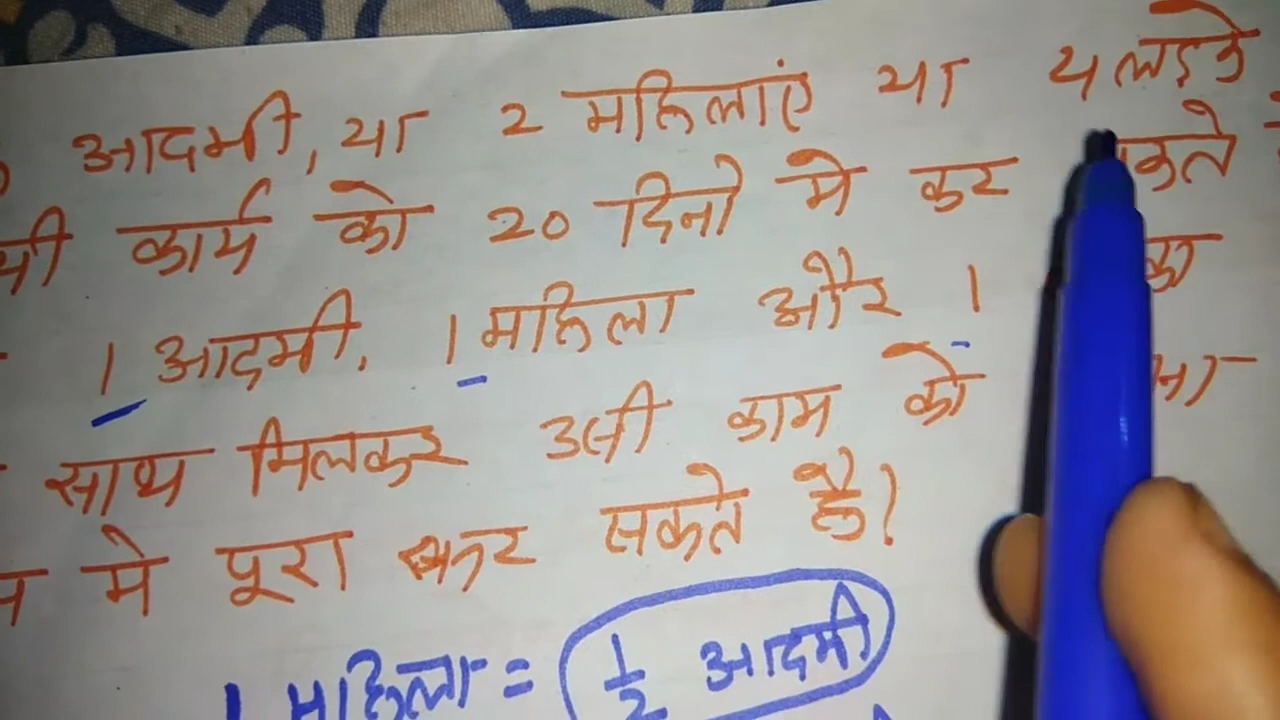 आदमी, या 2 महिलाएं या 4 लड़के
कार्य को 20 दिनो मे कर सकते
1 आदमी, 1 महिला और 1 का
साथ मिलकर उसी काम को
मे पूरा कर सकते है।
1 महिला = 1/2 आदमी